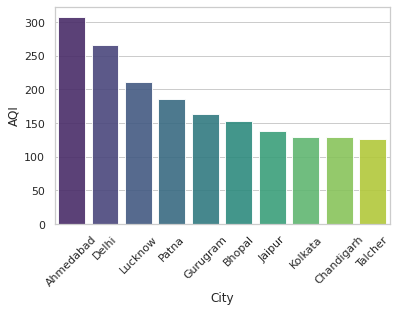 300
250
200
150
100
50
0
AQI
Ahmedabad
Delhi
Lucknow
Patna
Gurugram
Bhopal
Jaipur
Kolkata
Chandigarh
Talcher
City